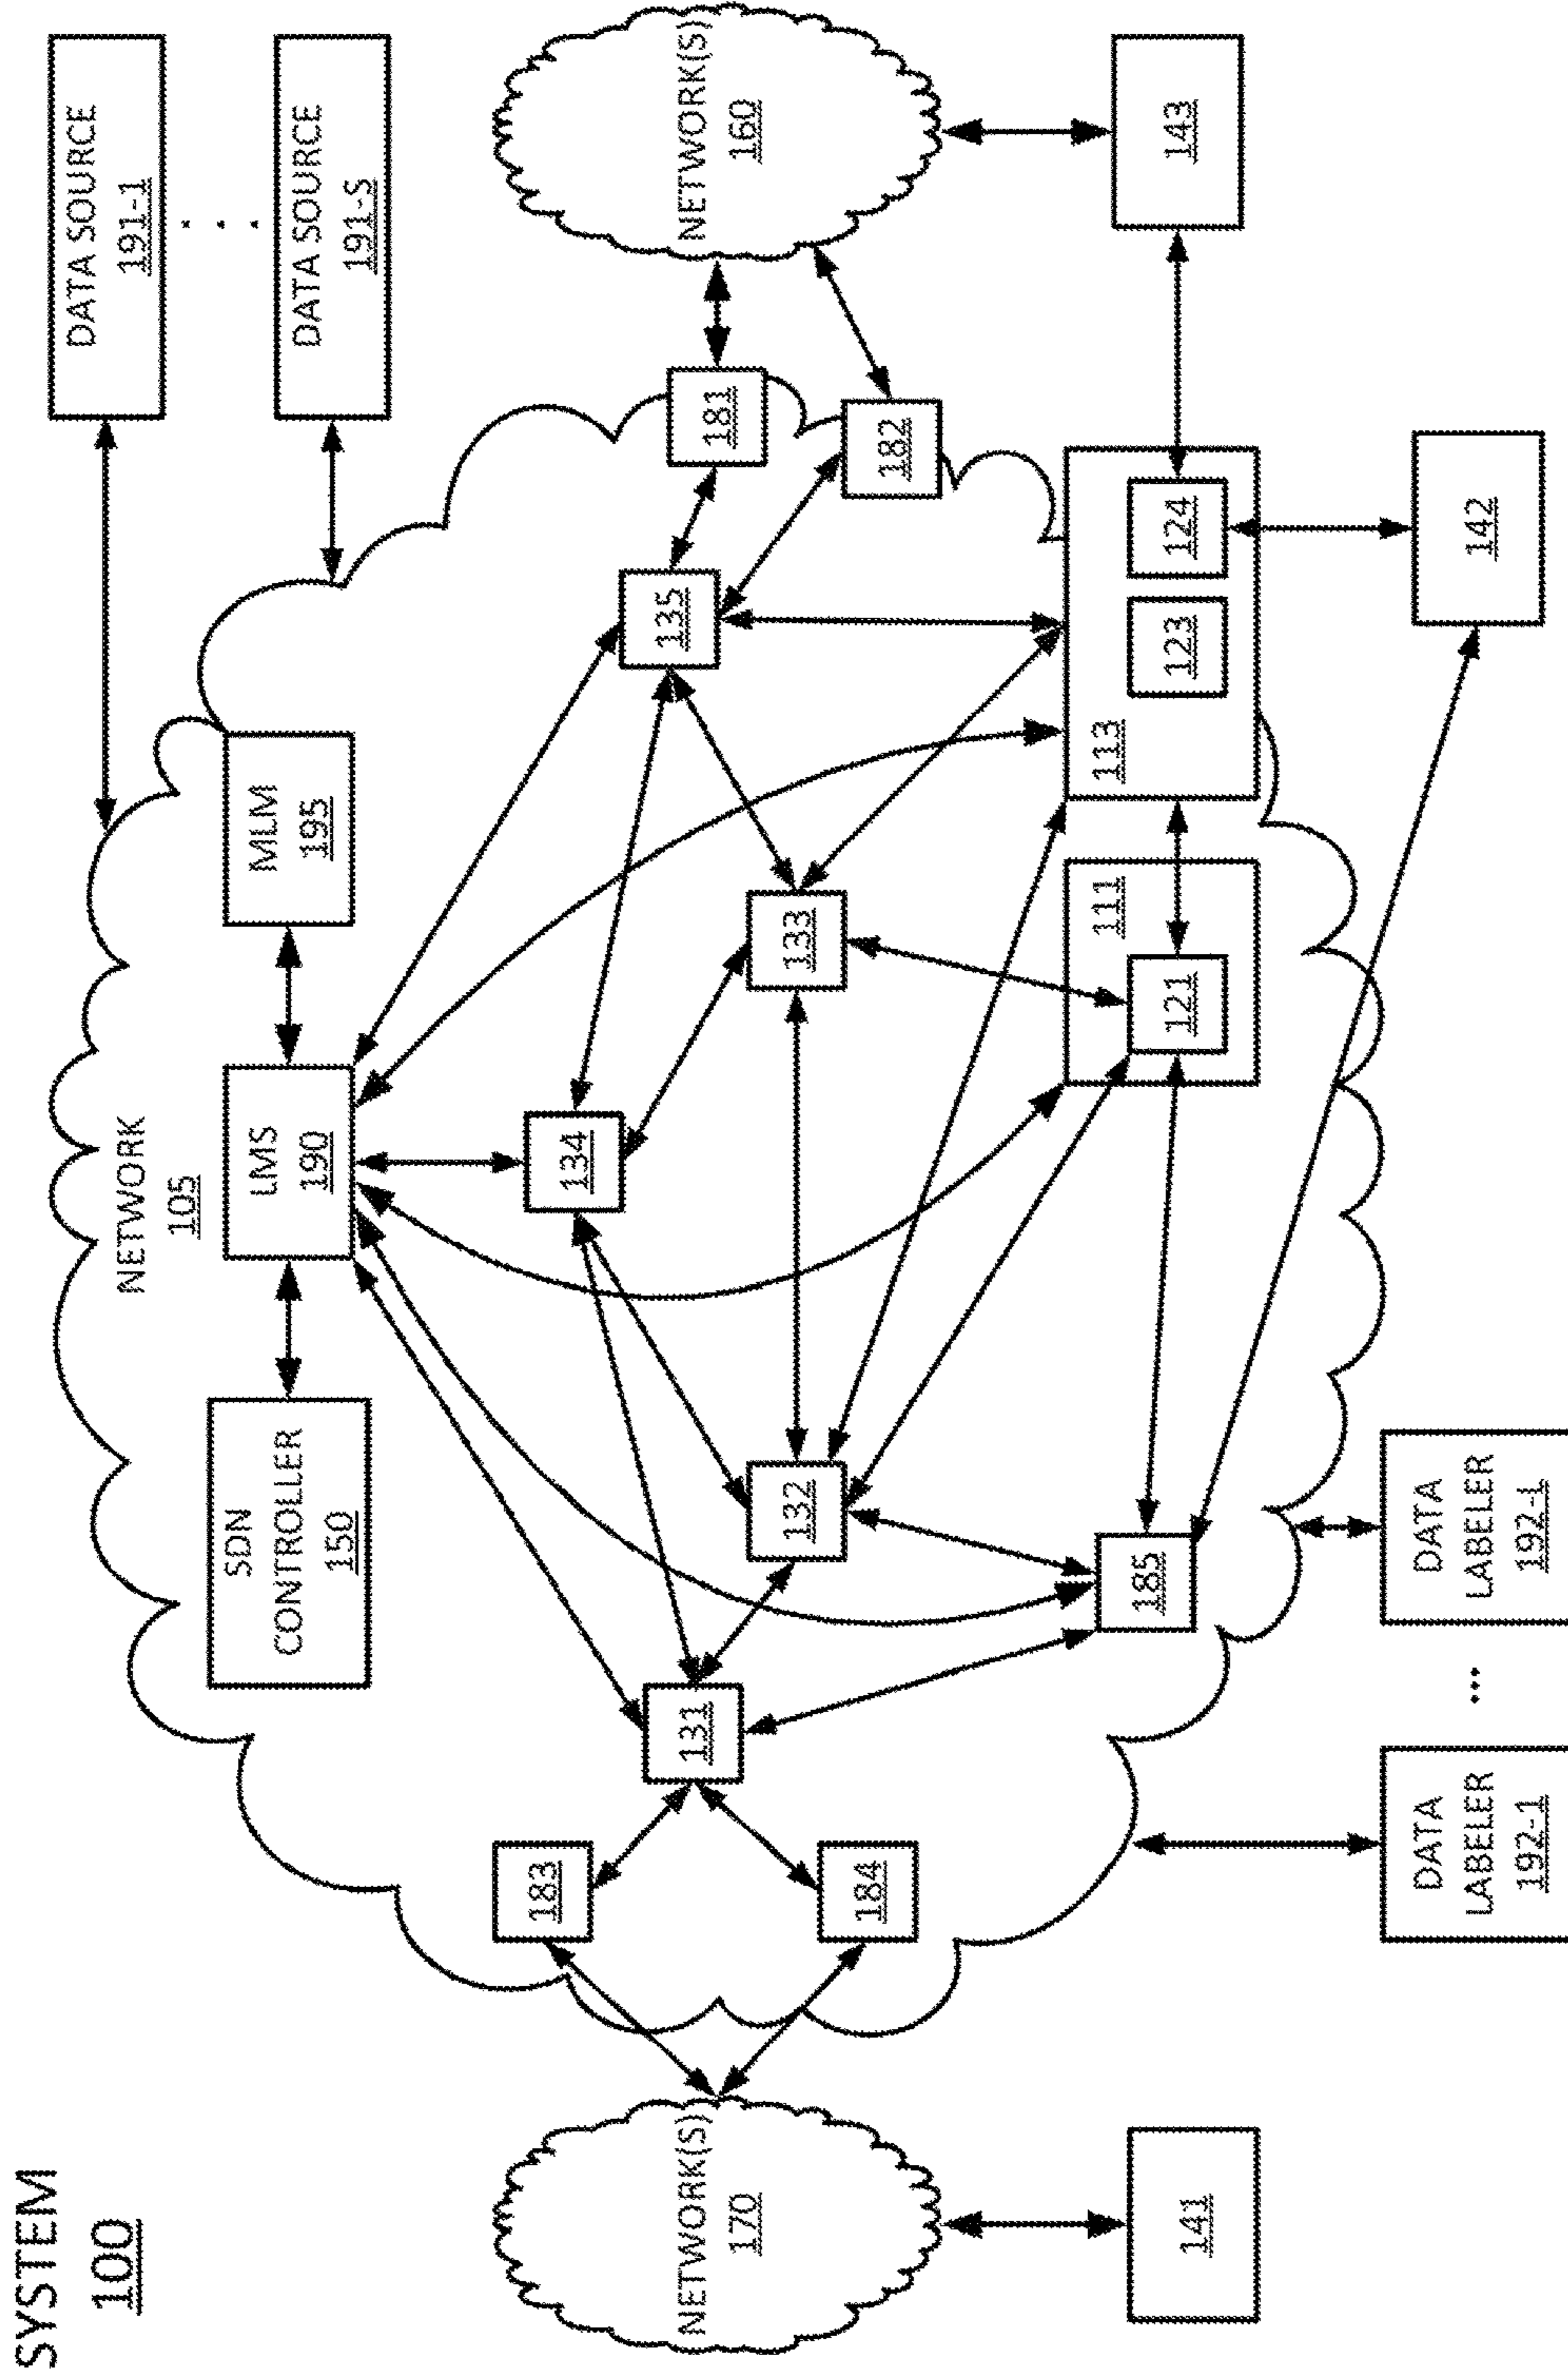 SYSTEM
100
NETWORK
105
SDN
CONTROLLER
150
LMS
190
MLM
195
DATA SOURCE
191-1
. . .
DATA SOURCE
191-S
NETWORK(S)
170
183
184
131
134
132
133
135
181
182
NETWORK(S)
160
185
111
121
113
123
124
141
142
143
DATA
LABELER
192-1
...
DATA
LABELER
192-L